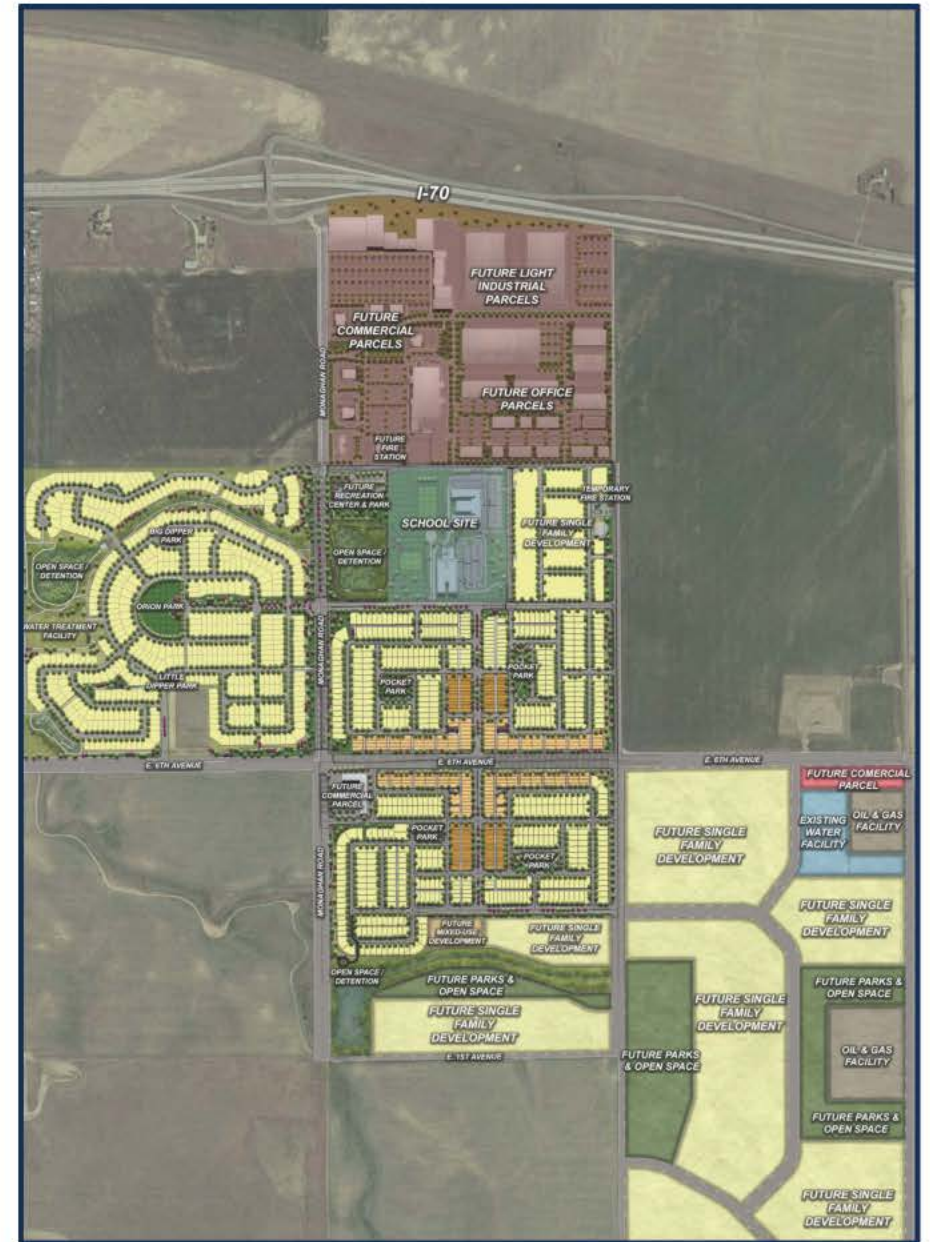 I-70
FUTURE LIGHT
INDUSTRIAL
PARCELS
FUTURE
COMMERCIAL
PARCELS
MONAGHAN ROAD
FUTURE OFFICE
PARCELS
FUTURE
FIRE
STATION
FUTURE
RECREATION
CENTER & PARK
SCHOOL SITE
TEMPORARY
FIRE STATION
FUTURE SINGLE
FAMILY
DEVELOPMENT
BIG DIPPER
PARK
OPEN SPACE /
DETENTION
OPEN SPACE /
DETENTION
ORION PARK
WATER TREATMENT
FACILITY
MONAGHAN ROAD
LITTLE
DIPPER PARK
POCKET
PARK
POCKET
PARK
E. 6TH AVENUE
E. 6TH AVENUE
E. 6TH AVENUE
FUTURE
COMMERCIAL
PARCEL
FUTURE COMERCIAL
PARCEL
EXISTING
WATER
FACILITY
OIL & GAS
FACILITY
FUTURE SINGLE
FAMILY
DEVELOPMENT
POCKET
PARK
POCKET
PARK
MONAGHAN ROAD
FUTURE SINGLE
FAMILY
DEVELOPMENT
FUTURE
MIXED-USE
DEVELOPMENT
FUTURE SINGLE
FAMILY
DEVELOPMENT
OPEN SPACE /
DETENTION
FUTURE PARKS &
OPEN SPACE
FUTURE PARKS &
OPEN SPACE
FUTURE SINGLE
FAMILY
DEVELOPMENT
FUTURE SINGLE
FAMILY
DEVELOPMENT
E. 1ST AVENUE
FUTURE PARKS
& OPEN SPACE
OIL & GAS
FACILITY
FUTURE PARKS &
OPEN SPACE
FUTURE SINGLE
FAMILY
DEVELOPMENT